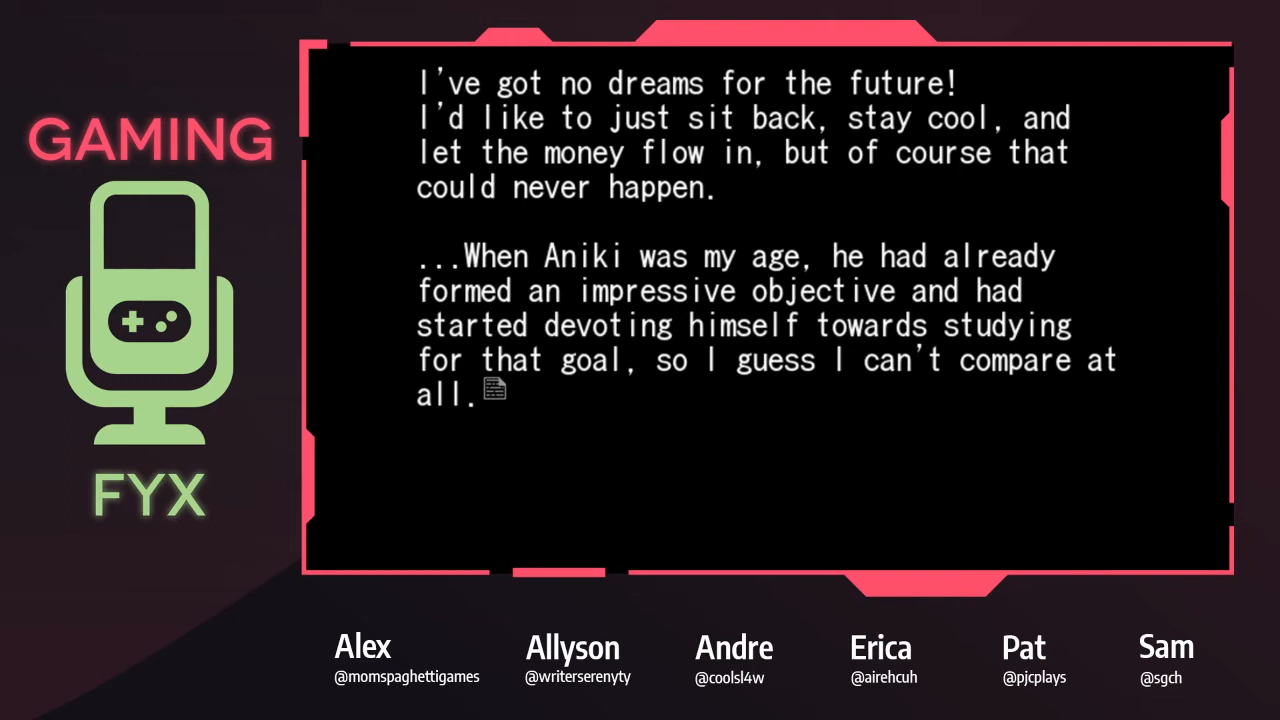 GAMING
FYX
I've got no dreams for the future!
I'd like to just sit back, stay cool, and
let the money flow in, but of course that
could never happen.
...When Aniki was my age, he had already
formed an impressive objective and had
started devoting himself towards studying
for that goal, so I guess I can't compare at
all.
Alex
@momspaghettigames
Allyson
@writerserenyty
Andre
@coolsl4w
Erica
@airehcuh
Pat
@pjcplays
Sam
@sgch